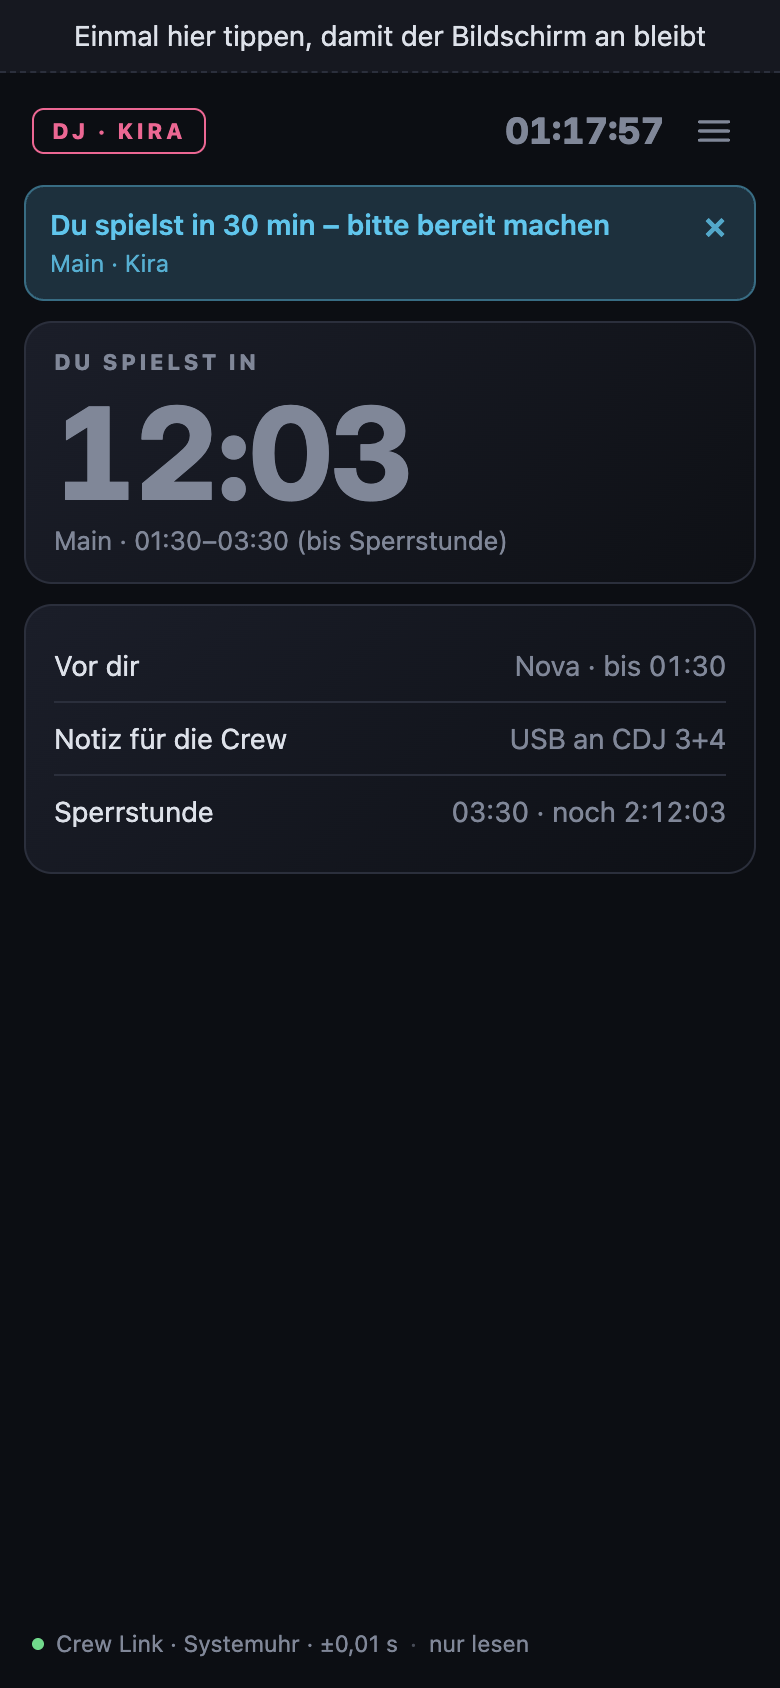 Einmal hier tippen, damit der Bildschirm an bleibt
DJ · KIRA
01:17:57
Du spielst in 30 min – bitte bereit machen
Main · Kira
DU SPIELST IN
12:03
Main · 01:30–03:30 (bis Sperrstunde)
Vor dir Nova · bis 01:30
Notiz für die Crew USB an CDJ 3+4
Sperrstunde 03:30 · noch 2:12:03
Crew Link · Systemuhr · ±0,01 s · nur lesen